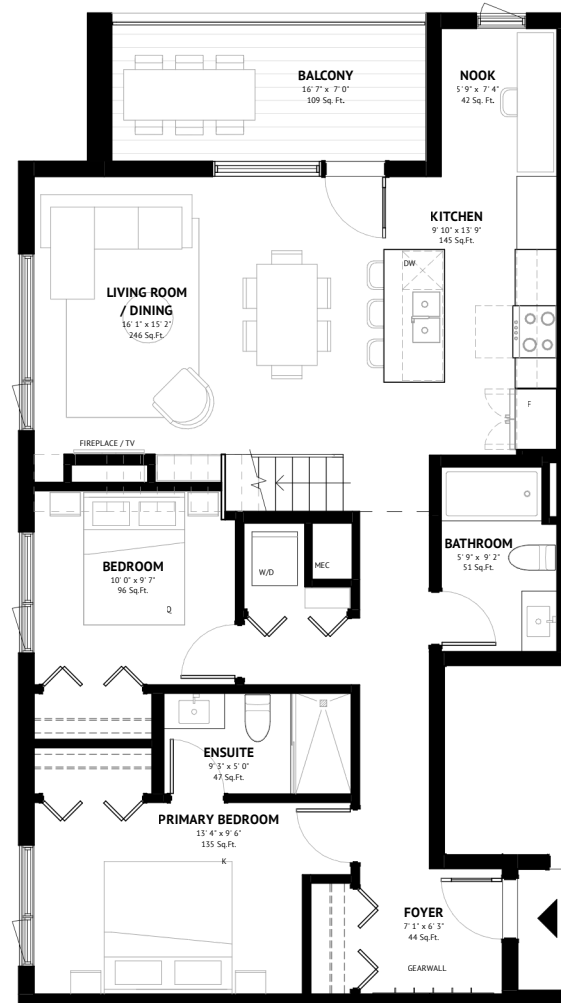 BALCONY
16' 7" x 7' 0"
109 Sq. Ft.
NOOK
5' 9" x 7' 4"
42 Sq. Ft.
KITCHEN
9' 10" x 13' 9"
145 Sq.Ft.
DW
LIVING ROOM
/ DINING
16' 1" x 15' 2"
246 Sq.Ft.
F
FIREPLACE / TV
BEDROOM
10' 0" x 9' 7"
96 Sq.Ft.
Q
W/D
MEC
BATHROOM
5' 9" x 9' 2"
51 Sq.Ft.
ENSUITE
9' 3" x 5' 0"
47 Sq.Ft.
PRIMARY BEDROOM
13' 4" x 9' 6"
135 Sq.Ft.
K
FOYER
7' 1" x 6' 3"
44 Sq.Ft.
GEARWALL